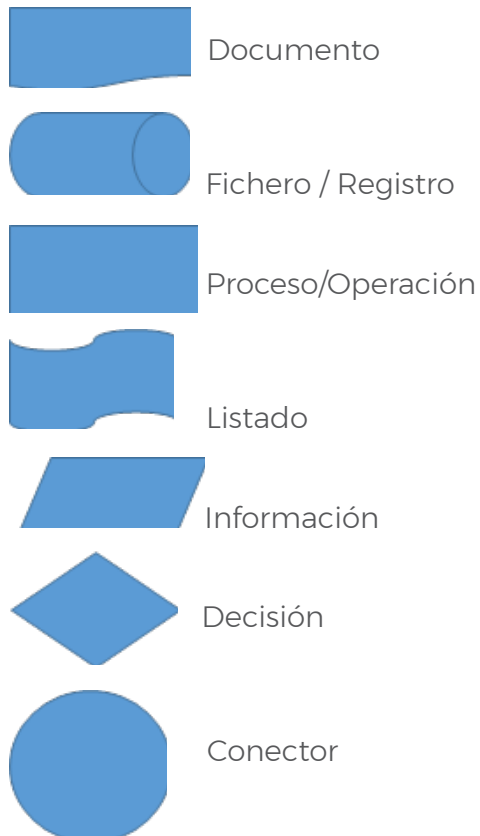 Documento
Fichero / Registro
Proceso/Operación
Listado
Información
Decisión
Conector